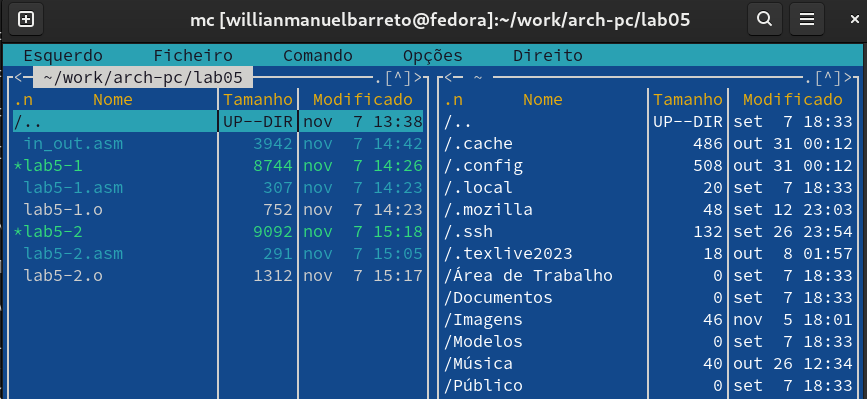 mc [willianmanuelbarreto@fedora]:~/work/arch-pc/lab05
Esquerdo Ficheiro Comando Opções Direito
<─ ~/work/arch-pc/lab05 .[^]>
.n Nome Tamanho Modificado
/.. UP--DIR nov 7 13:38
in_out.asm 3942 nov 7 14:42
*lab5-1 8744 nov 7 14:26
lab5-1.asm 307 nov 7 14:23
lab5-1.o 752 nov 7 14:23
*lab5-2 9092 nov 7 15:18
lab5-2.asm 291 nov 7 15:05
lab5-2.o 1312 nov 7 15:17
<─ ~ .[^]>
.n Nome Tamanho Modificado
/.. UP--DIR set 7 18:33
/.cache 486 out 31 00:12
/.config 508 out 31 00:12
/.local 20 set 7 18:33
/.mozilla 48 set 12 23:03
/.ssh 132 set 26 23:54
/.texlive2023 18 out 8 01:57
/Área de Trabalho 0 set 7 18:33
/Documentos 0 set 7 18:33
/Imagens 46 nov 5 18:01
/Modelos 0 set 7 18:33
/Música 40 out 26 12:34
/Público 0 set 7 18:33